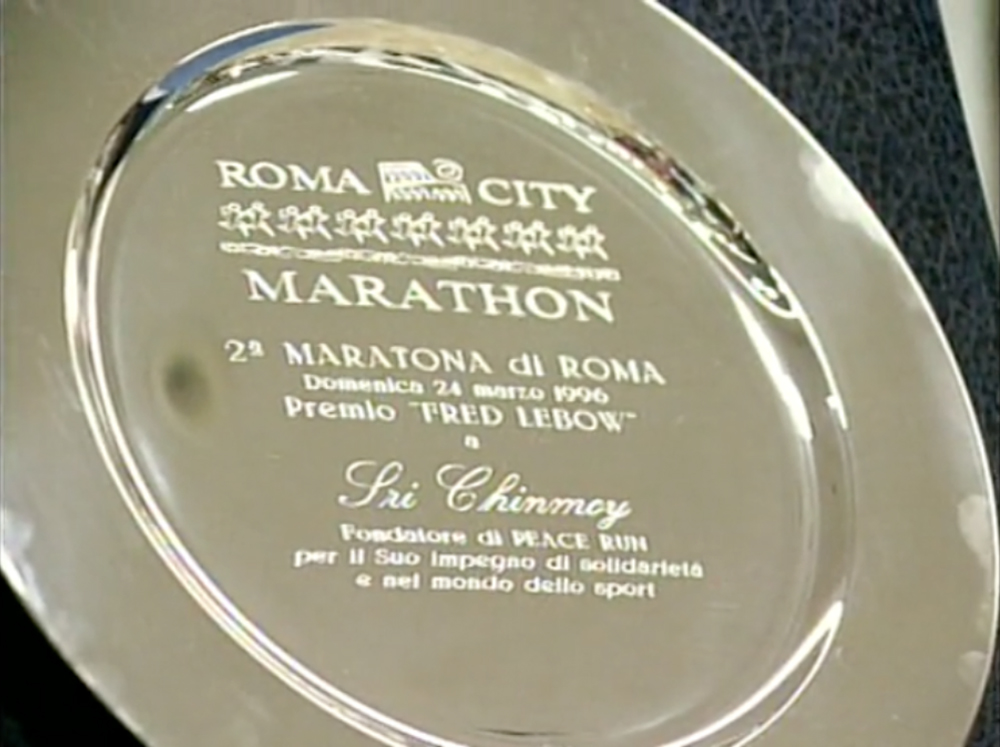 ROMA CITY
MARATHON
2ª MARATONA di ROMA
Domenica 24 marzo 1996
Premio "FRED LEBOW"
a
Sri Chinmoy
Fondatore di PEACE RUN
per il Suo impegno di solidarietà
e nel mondo dello sport